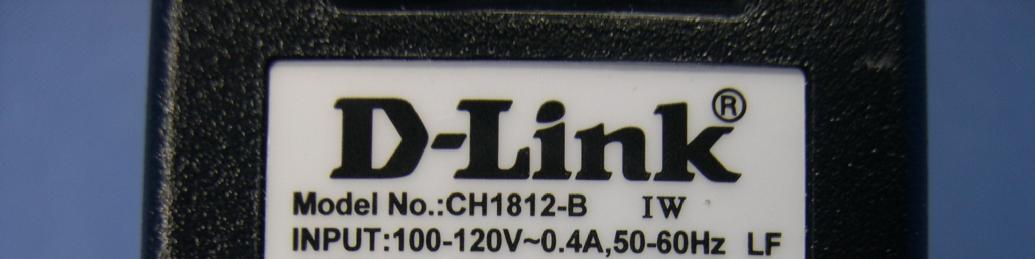 D-Link®
Model No.:CH1812-B IW
INPUT:100-120V~0.4A,50-60Hz LF